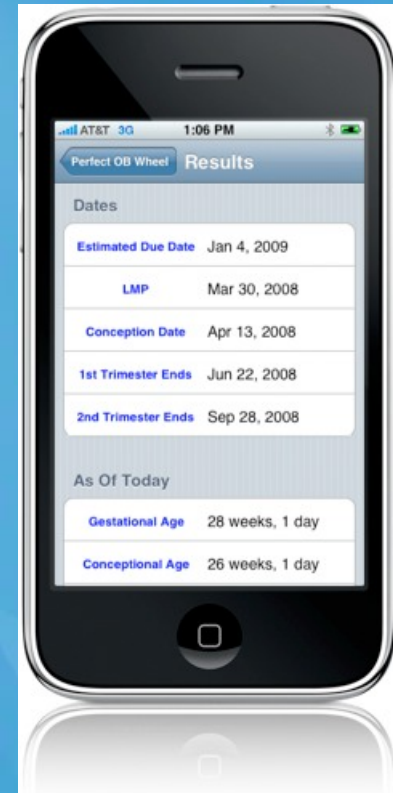 AT&T 3G 1:06 PM
Perfect OB Wheel Results
Dates
Estimated Due Date Jan 4, 2009
LMP Mar 30, 2008
Conception Date Apr 13, 2008
1st Trimester Ends Jun 22, 2008
2nd Trimester Ends Sep 28, 2008
As Of Today
Gestational Age 28 weeks, 1 day
Conceptional Age 26 weeks, 1 day